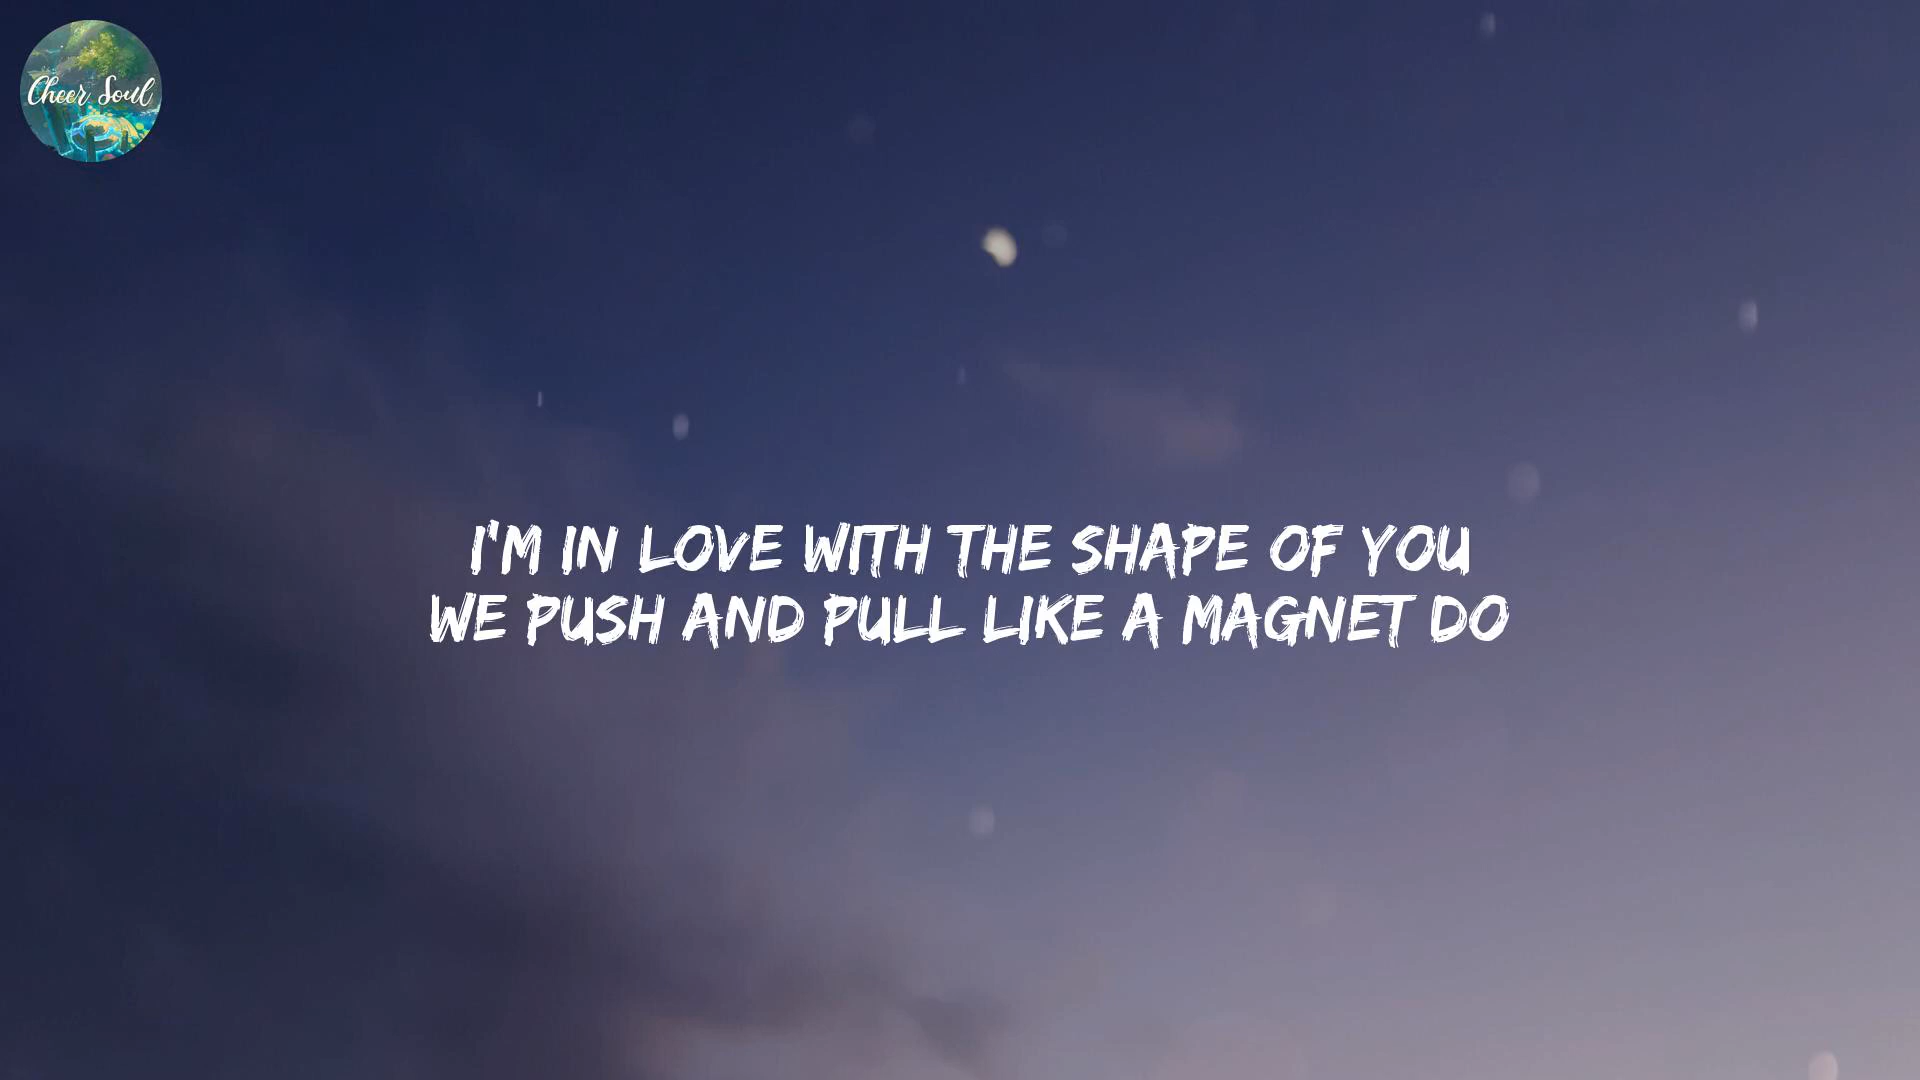 Cheer Soul
I'M IN LOVE WITH THE SHAPE OF YOU
WE PUSH AND PULL LIKE A MAGNET DO